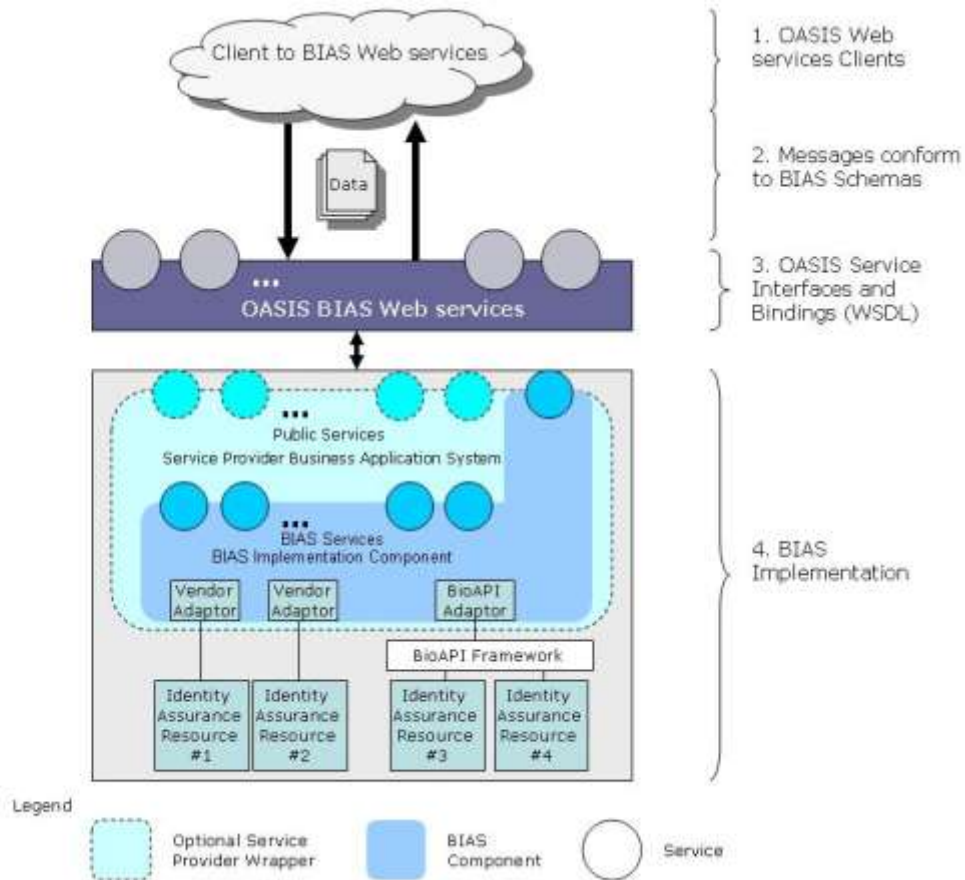 Client to BIAS Web services
1. OASIS Web
services Clients
Data
2. Messages conform
to BIAS Schemas
...
OASIS BIAS Web services
3. OASIS Service
Interfaces and
Bindings (WSDL)
...
Public Services
Service Provider Business Application System
...
BIAS Services
BIAS Implementation Component
4. BIAS
Implementation
Vendor
Adaptor
Vendor
Adaptor
BioAPI
Adaptor
BioAPI Framework
Identity
Assurance
Resource
#1
Identity
Assurance
Resource
#2
Identity
Assurance
Resource
#3
Identity
Assurance
Resource
#4
Legend
Optional Service
Provider Wrapper
BIAS
Component
Service